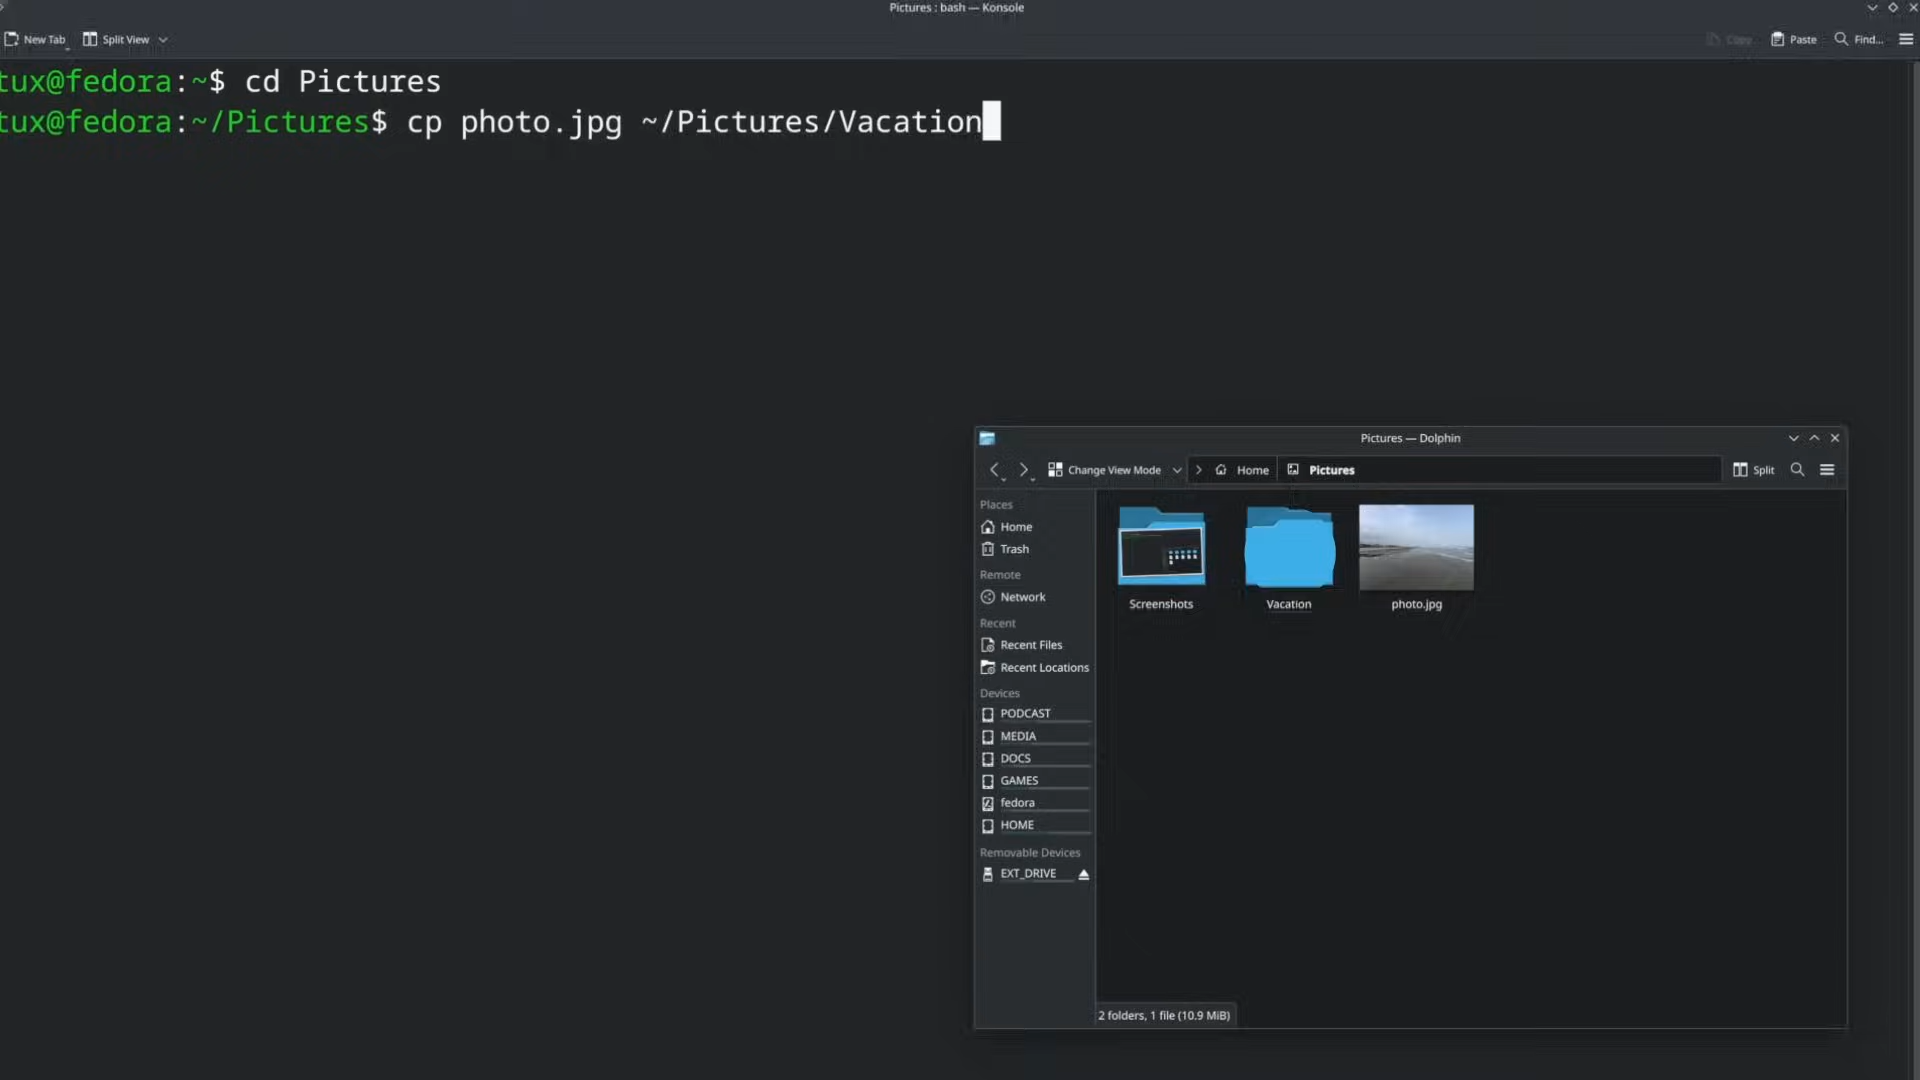 Pictures : bash — Konsole
New Tab Split View Copy Paste Find...
tux@fedora:~$ cd Pictures
tux@fedora:~/Pictures$ cp photo.jpg ~/Pictures/Vacation
Pictures — Dolphin
Change View Mode Home Pictures Split
Places
Home
Trash
Remote
Network
Recent
Recent Files
Recent Locations
Devices
PODCAST
MEDIA
DOCS
GAMES
fedora
HOME
Removable Devices
EXT_DRIVE
Screenshots Vacation photo.jpg
2 folders, 1 file (10.9 MiB)